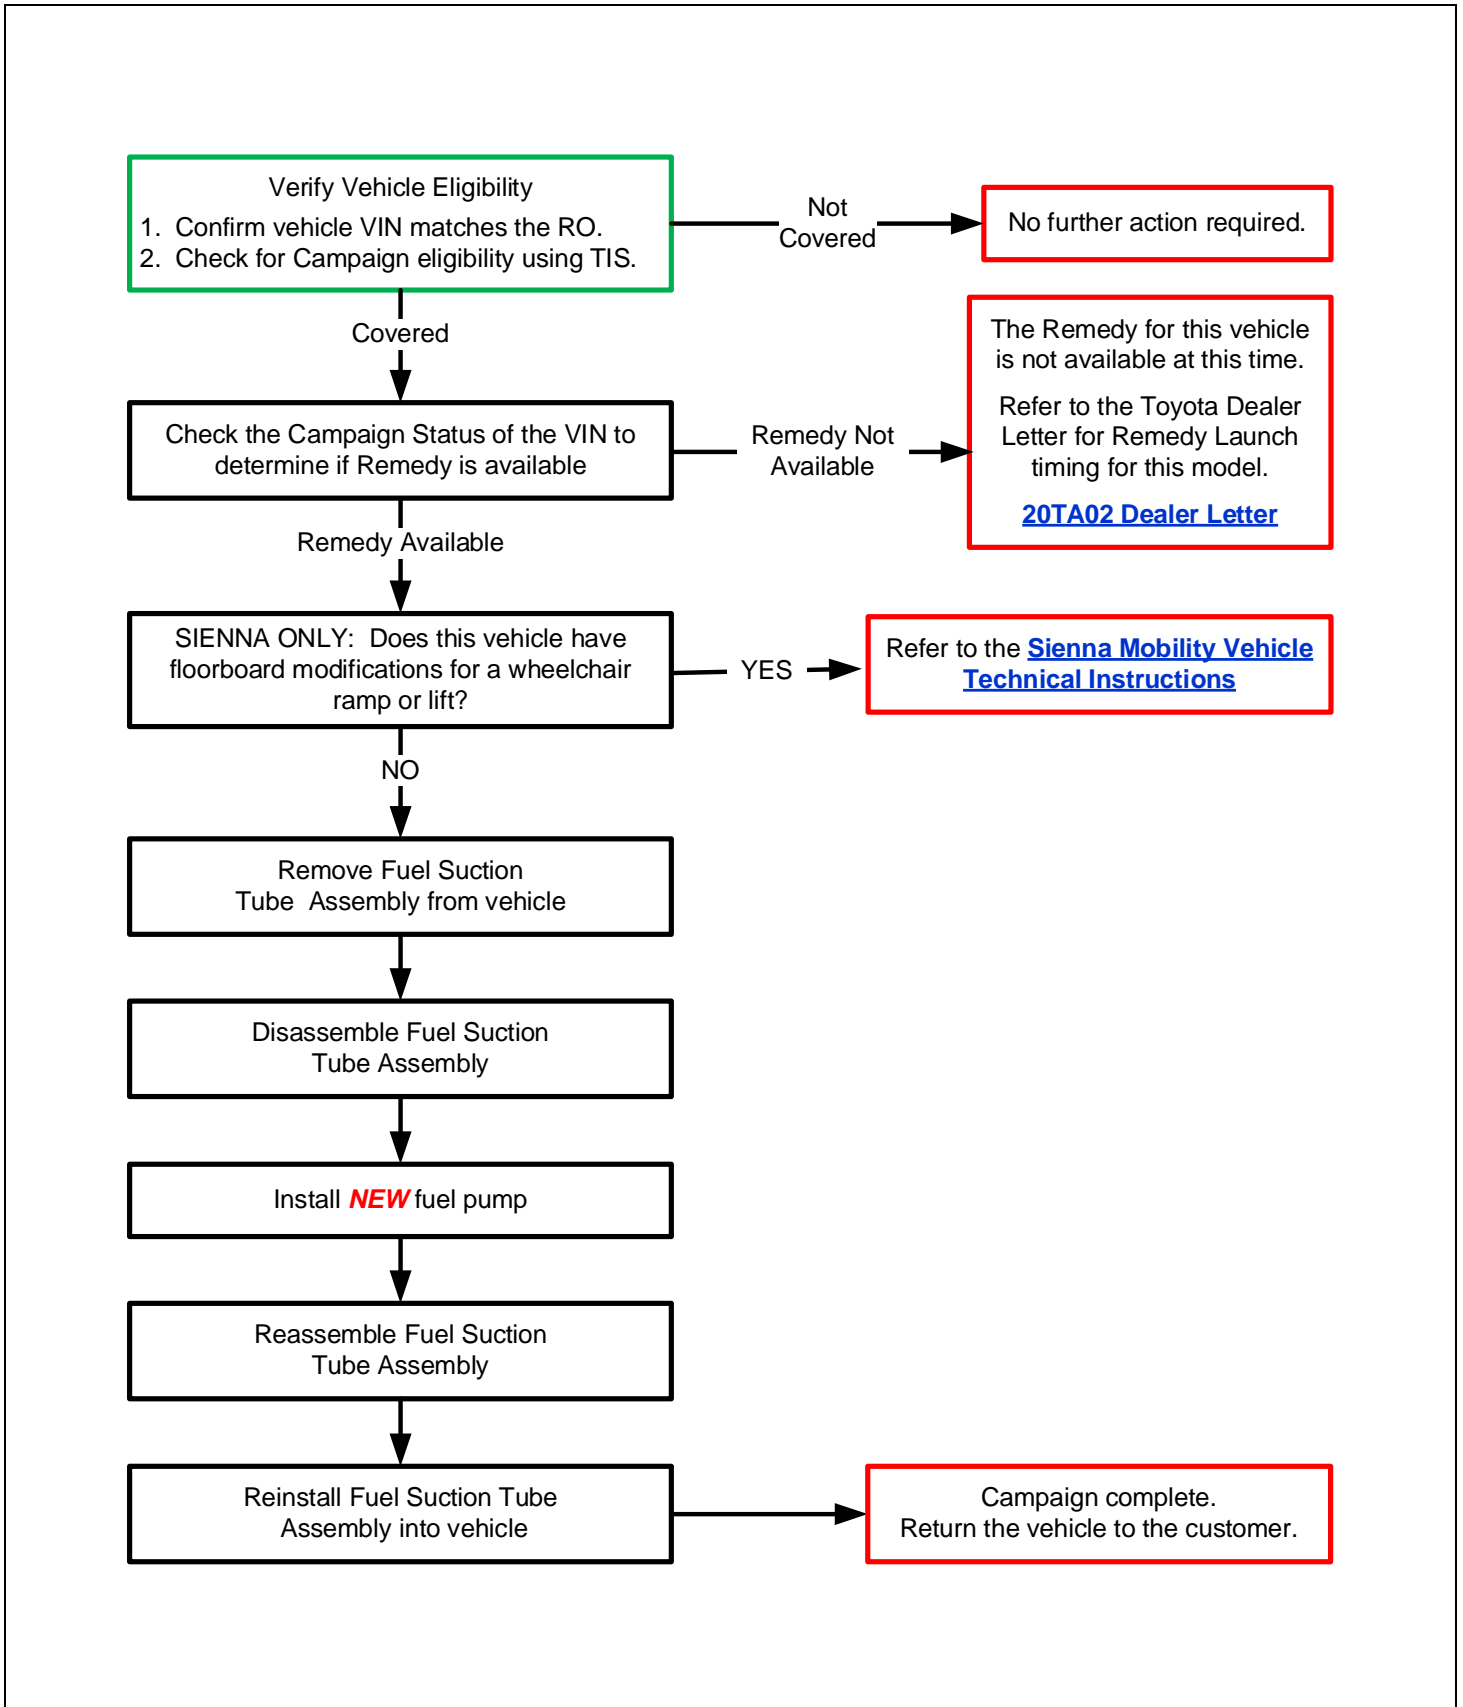 Verify Vehicle Eligibility
1. Confirm vehicle VIN matches the RO.
2. Check for Campaign eligibility using TIS.
Not
Covered
No further action required.
Covered
The Remedy for this vehicle
is not available at this time.
Refer to the Toyota Dealer
Letter for Remedy Launch
timing for this model.
20TA02 Dealer Letter
Check the Campaign Status of the VIN to
determine if Remedy is available
Remedy Not
Available
Remedy Available
SIENNA ONLY: Does this vehicle have
floorboard modifications for a wheelchair
ramp or lift?
YES
Refer to the Sienna Mobility Vehicle
Technical Instructions
NO
Remove Fuel Suction
Tube Assembly from vehicle
Disassemble Fuel Suction
Tube Assembly
Install NEW fuel pump
Reassemble Fuel Suction
Tube Assembly
Reinstall Fuel Suction Tube
Assembly into vehicle
Campaign complete.
Return the vehicle to the customer.